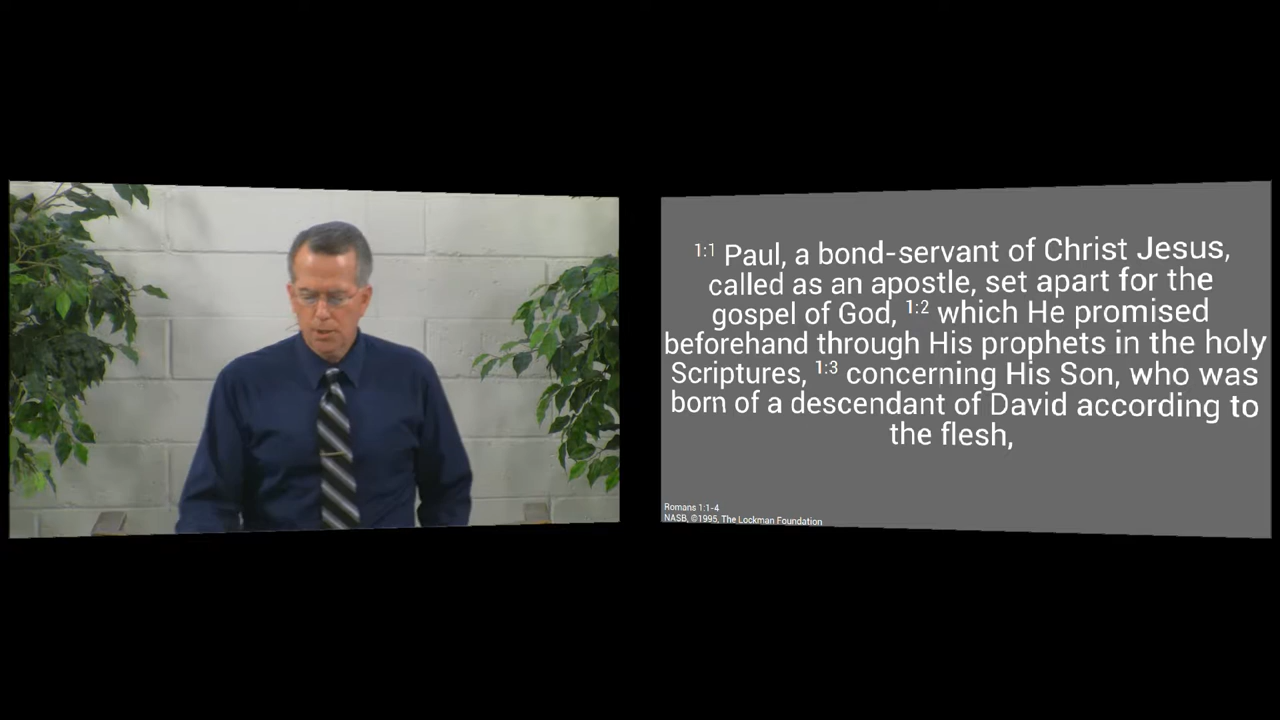 1:1 Paul, a bond-servant of Christ Jesus,
called as an apostle, set apart for the
gospel of God, 1:2 which He promised
beforehand through His prophets in the holy
Scriptures, 1:3 concerning His Son, who was
born of a descendant of David according to
the flesh,
Romans 1:1-4
NASB, ©1995, The Lockman Foundation